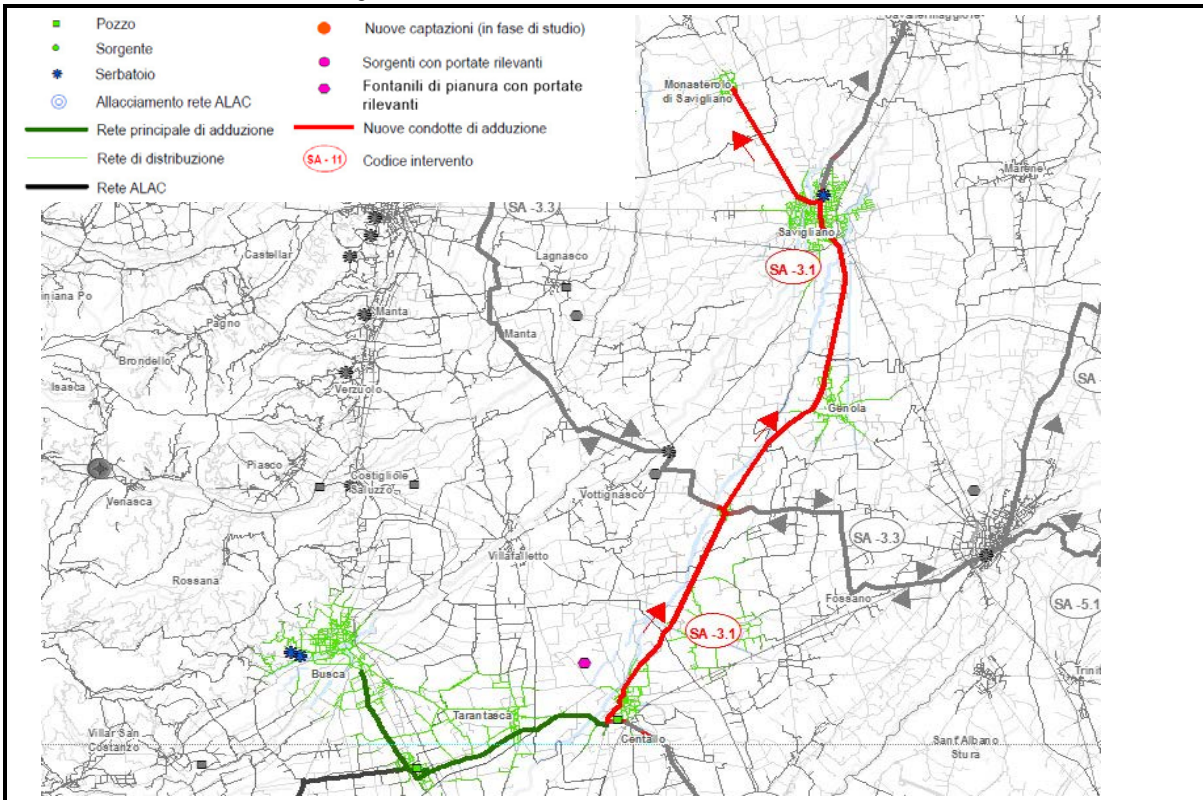 Pozzo
Sorgente
Serbatoio
Allacciamento rete ALAC
Rete principale di adduzione
Rete di distribuzione
Rete ALAC
Nuove captazioni (in fase di studio)
Sorgenti con portate rilevanti
Fontanili di pianura con portate
rilevanti
Nuove condotte di adduzione
SA - 11 Codice intervento
Monasterolo
di Savigliano
Marene
SA -3.3
Savigliano
Castellar
Lagnasco
SA -3.1
iniana Po
Manta
Pagno
Manta
Brondello
Isasca
Verzuolo
SA
Genola
Piasco
Costigliole
Saluzzo
Venasca
Vottignasco
SA -3.3
Villafalletto
Rossana
Fossano
SA -5.1
SA -3.1
Busca
Trinit
Tarantasca
Centallo
Villar San
Costanzo
Sant'Albano
Stura